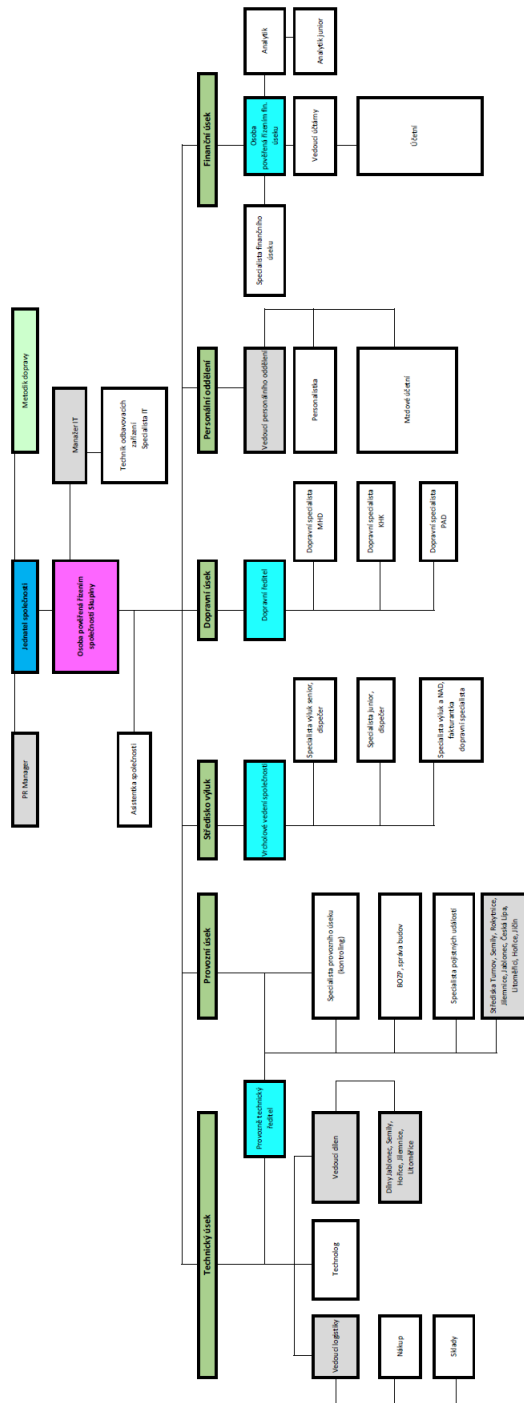 PR Manager
Jednatel společnosti
Metodik dopravy
Osoba pověřená řízením
společností Skupiny
Manažer IT
Technik odbavovacích
zařízení
Specialista IT
Asistentka společnosti
Technický úsek
Provozní úsek
Středisko výluk
Dopravní úsek
Personální oddělení
Finanční úsek
Provozně technický
ředitel
Vrcholové vedení společnosti
Dopravní ředitel
Vedoucí personálního oddělení
Specialista finančního
úseku
Osoba
pověřená řízením fin.
úseku
Analytik
Analytik junior
Vedoucí logistiky
Technolog
Vedoucí dílen
Specialista provozního úseku
(kontroling)
Specialista výluk senior,
dispečer
Dopravní specialista
MHD
Personalistka
Vedoucí účtárny
Nákup
Dílny Jablonec, Semily,
Hořice, Jilemnice,
Litoměřice
BOZP, správa budov
Specialista junior,
dispečer
Dopravní specialista
KHK
Mzdové účetní
Účetní
Sklady
Specialista pojistných událostí
Specialista výluk a NAD,
fakturantka
dopravní specialista
Dopravní specialista
PAD
Střediska Turnov, Semily, Rokytnice,
Jilemnice, Jablonec, Česká Lípa,
Litoměřici, Hořice, Jičín